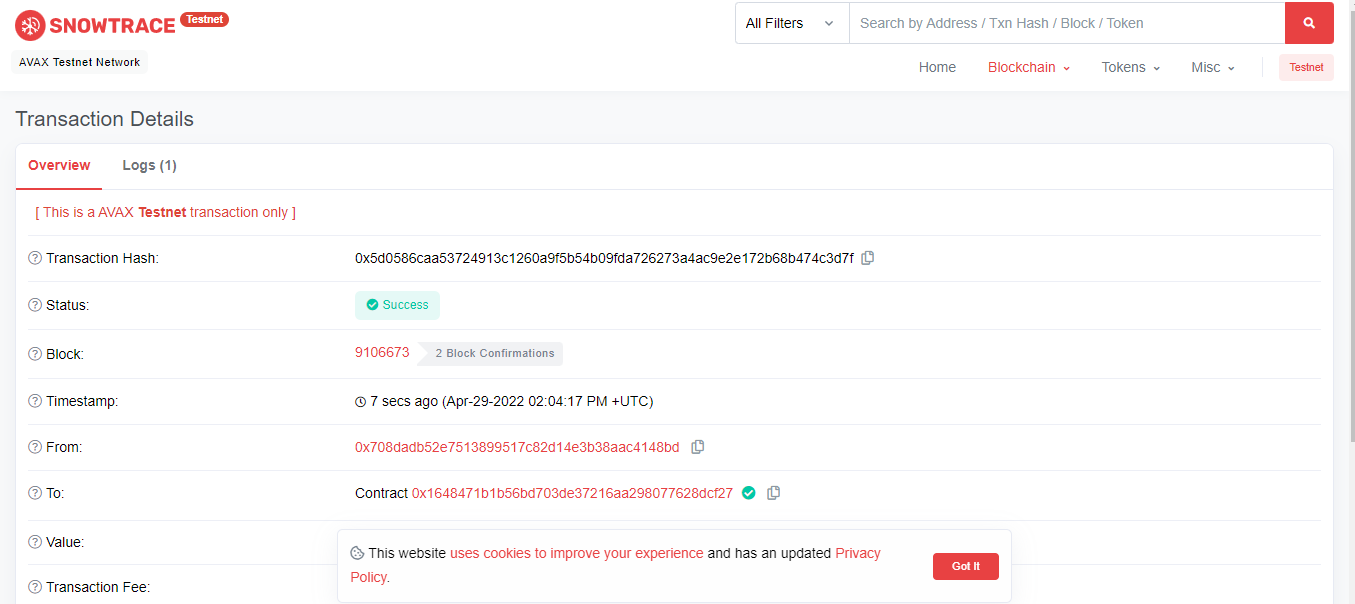 SNOWTRACE Testnet
All Filters
Search by Address / Txn Hash / Block / Token
AVAX Testnet Network
Home Blockchain Tokens Misc Testnet
Transaction Details
Overview Logs (1)
[ This is a AVAX Testnet transaction only ]
Transaction Hash: 0x5d0586caa53724913c1260a9f5b54b09fda726273a4ac9e2e172b68b474c3d7f
Status: Success
Block: 9106673 2 Block Confirmations
Timestamp: 7 secs ago (Apr-29-2022 02:04:17 PM +UTC)
From: 0x708dadb52e7513899517c82d14e3b38aac4148bd
To: Contract 0x1648471b1b56bd703de37216aa298077628dcf27
Value:
This website uses cookies to improve your experience and has an updated Privacy
Policy.
Got It
Transaction Fee: